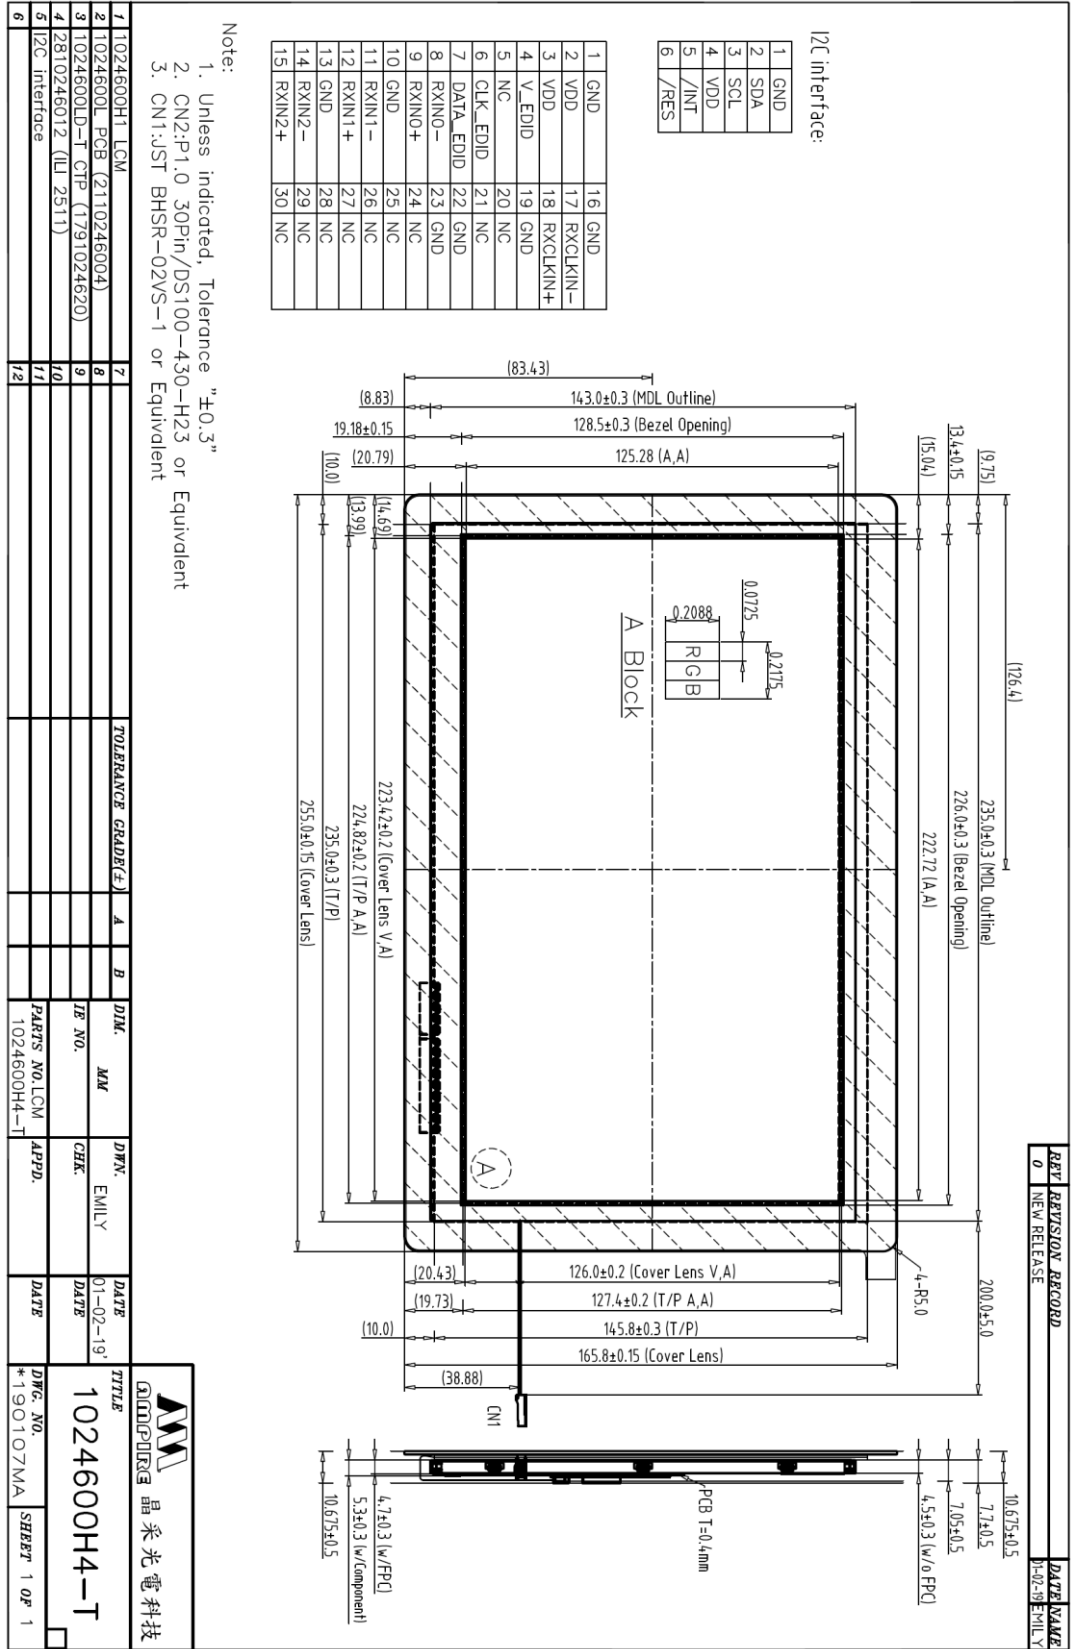 REV REVISION RECORD DATE NAME
0 NEW RELEASE 01-02-19' EMILY
I2C interface:
1 GND
2 SDA
3 SCL
4 VDD
5 /INT
6 /RES
1 GND 16 GND
2 VDD 17 RXCLKIN-
3 VDD 18 RXCLKIN+
4 V_EDID 19 GND
5 NC 20 NC
6 CLK_EDID 21 NC
7 DATA_EDID 22 GND
8 RXIN0- 23 GND
9 RXIN0+ 24 NC
10 GND 25 NC
11 RXIN1- 26 NC
12 RXIN1+ 27 NC
13 GND 28 NC
14 RXIN2- 29 NC
15 RXIN2+ 30 NC
(126.4)
(9.75)
235.0±0.3 (MDL Outline)
200.0±5.0
13.4±0.15
226.0±0.3 (Bezel Opening)
(15.04)
222.72 (A,A)
4-R5.0
(83.43)
143.0±0.3 (MDL Outline)
(8.83)
128.5±0.3 (Bezel Opening)
19.18±0.15
125.28 (A,A)
(20.79)
0.2175
0.0725
0.2088
R G B
A Block
A
126.0±0.2 (Cover Lens V,A)
(20.43)
127.4±0.2 (T/P A,A)
(19.73)
145.8±0.3 (T/P)
(10.0)
165.8±0.15 (Cover Lens)
(38.88)
CN1
10.675±0.5
7.7±0.5
7.05±0.5
4.5±0.3 (w/o FPC)
PCB T=0.4mm
4.7±0.3 (w/FPC)
5.3±0.3 (w/Component)
10.675±0.5
(14.69)
223.42±0.2 (Cover Lens V,A)
(13.99)
224.82±0.2 (T/P A,A)
(10.0)
235.0±0.3 (T/P)
255.0±0.15 (Cover Lens)
Note:
1. Unless indicated, Tolerance "±0.3"
2. CN2:P1.0 30Pin/DS100-430-H23 or Equivalent
3. CN1:JST BHSR-02VS-1 or Equivalent
1 1024600H1 LCM 7
2 1024600L PCB (2110246004) 8
3 1024600LD-T CTP (1791024620) 9
4 2810246012 (ILI 2511) 10
5 I2C interface 11
6 12
TOLERANCE GRADE(±) A B
DIM. MM
IE NO.
PARTS NO. LCM
1024600H4-T
DWN. EMILY
DATE 01-02-19'
CHK. DATE
APPD. DATE
AMPIRE 晶采光電科技
TITLE
1024600H4-T
DWG. NO.
*190107MA
SHEET 1 OF 1